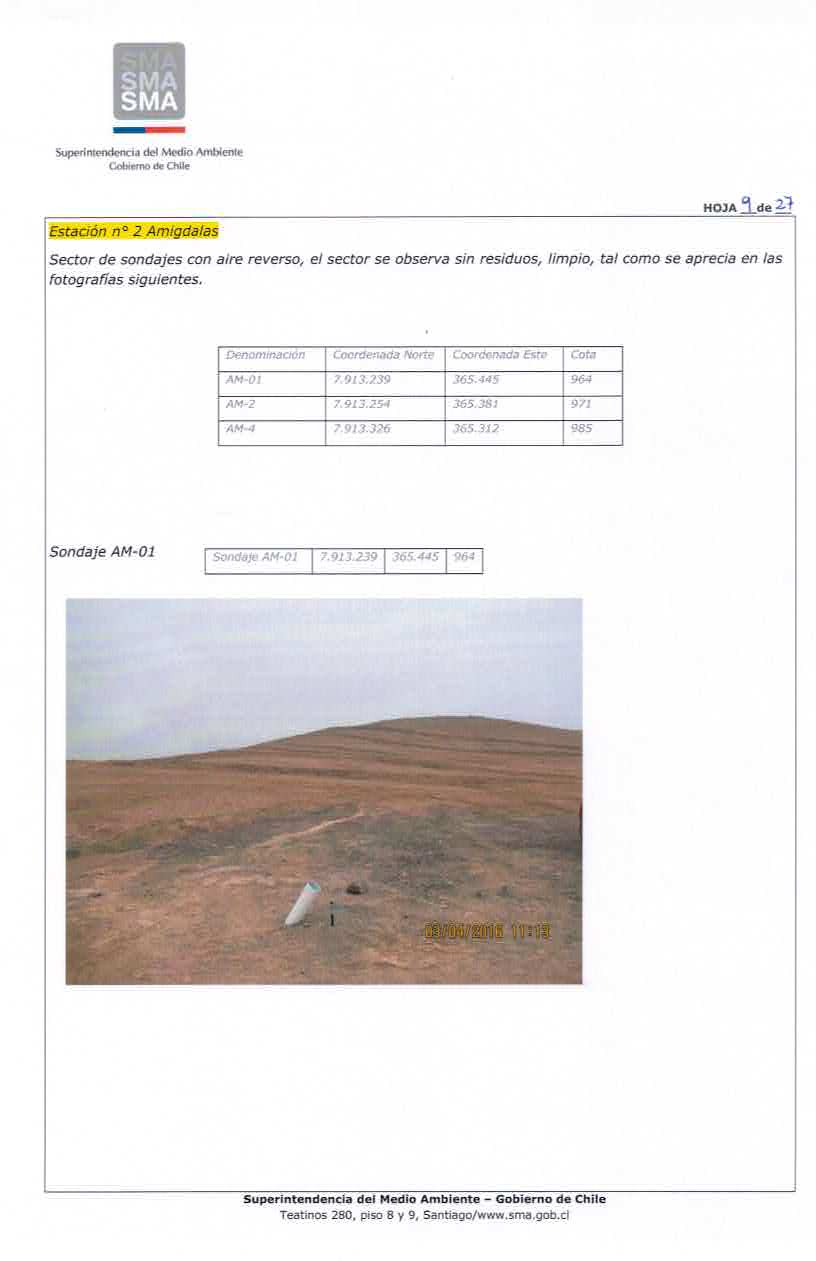 SMA
SMA
SMA
Superintendencia del Medio Ambiente
Gobierno de Chile
HOJA 9 de 27
Estación n° 2 Amigdalas
Sector de sondajes con aire reverso, el sector se observa sin residuos, limpio, tal como se aprecia en las
fotografías siguientes.
Denominación Coordenada Norte Coordenada Este Cota
AM-01 7.913.239 365.445 964
AM-2 7.913.254 365.381 971
AM-4 7.913.326 365.312 985
Sondaje AM-01
Sondaje AM-01 7.913.239 365.445 964
03/04/2016 11:13
Superintendencia del Medio Ambiente – Gobierno de Chile
Teatinos 280, piso 8 y 9, Santiago/www.sma.gob.cl